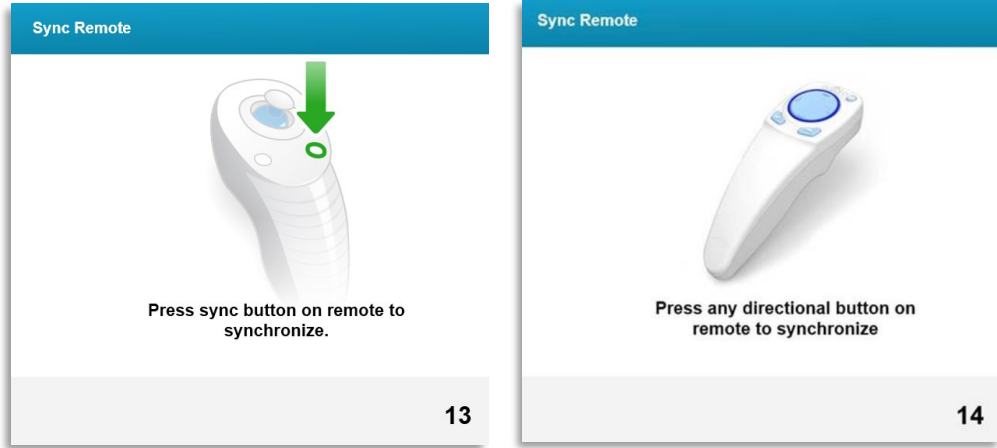 Sync Remote
Press sync button on remote to
synchronize.
13
Sync Remote
Press any directional button on
remote to synchronize
14